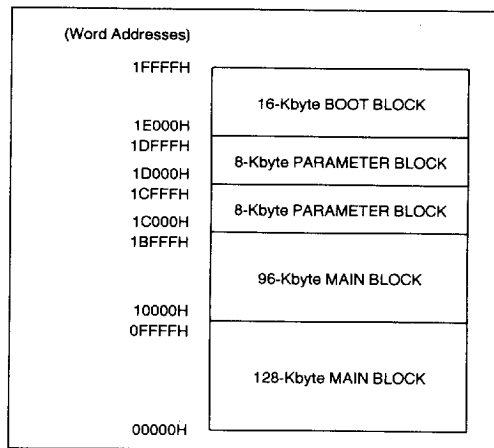 (Word Addresses)
1FFFFH
16-Kbyte BOOT BLOCK
1E000H
1DFFFH
8-Kbyte PARAMETER BLOCK
1D000H
1CFFFH
8-Kbyte PARAMETER BLOCK
1C000H
1BFFFH
96-Kbyte MAIN BLOCK
10000H
0FFFFH
128-Kbyte MAIN BLOCK
00000H